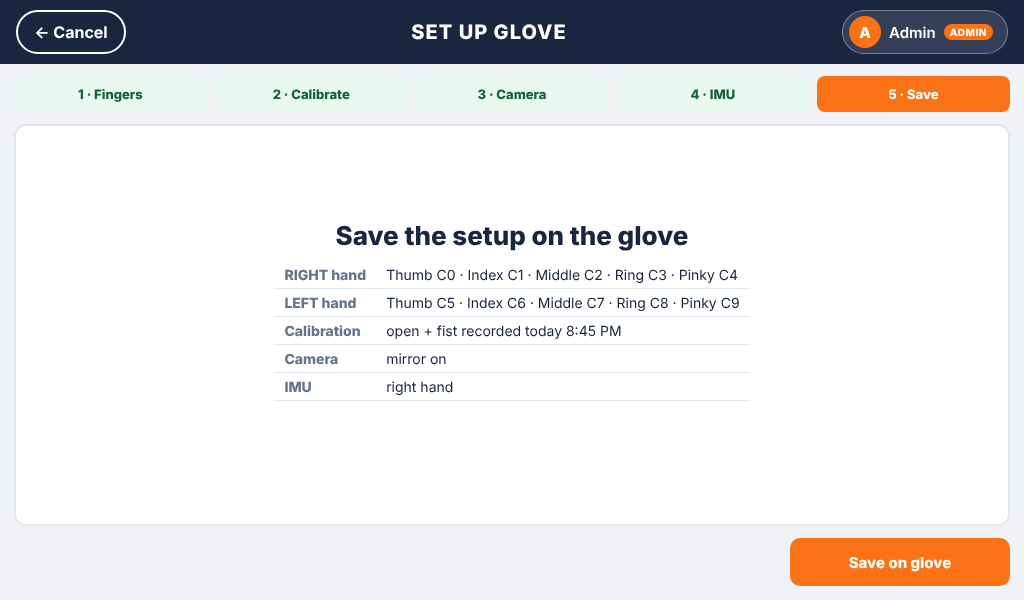 ← Cancel
SET UP GLOVE
A Admin ADMIN
1 · Fingers
2 · Calibrate
3 · Camera
4 · IMU
5 · Save
Save the setup on the glove
RIGHT hand Thumb C0 · Index C1 · Middle C2 · Ring C3 · Pinky C4
LEFT hand Thumb C5 · Index C6 · Middle C7 · Ring C8 · Pinky C9
Calibration open + fist recorded today 8:45 PM
Camera mirror on
IMU right hand
Save on glove